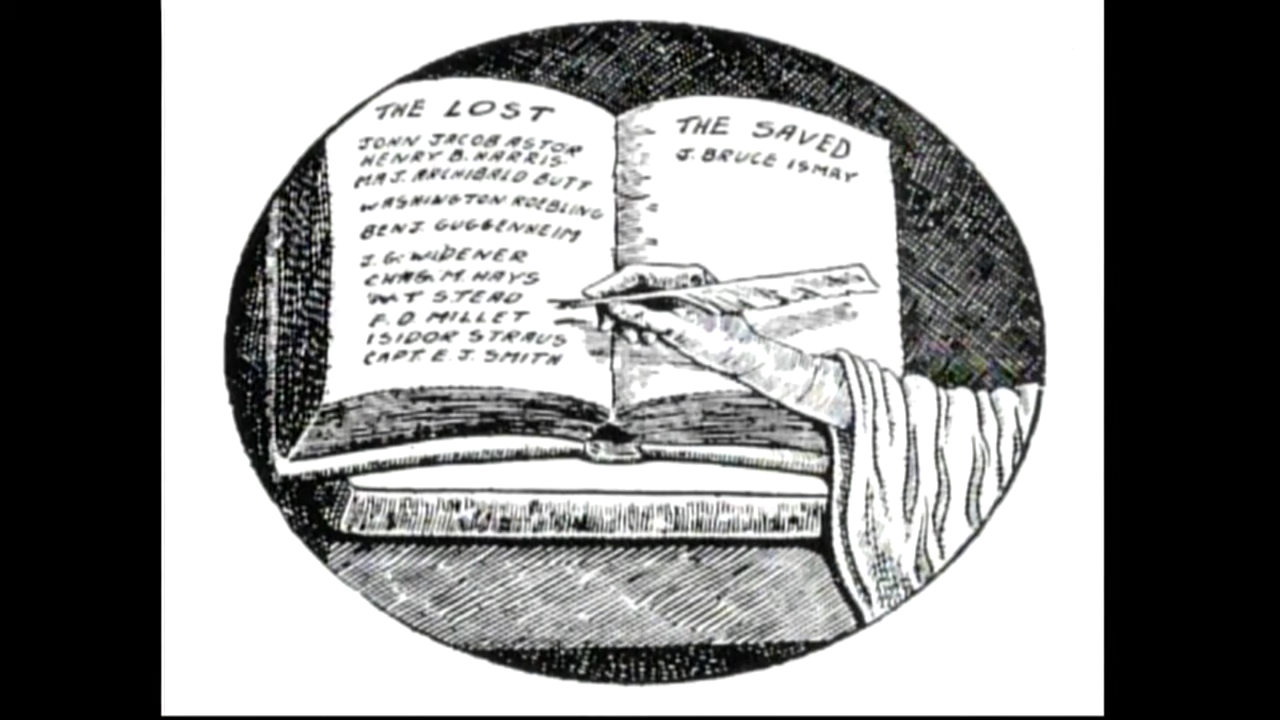 THE LOST
JOHN JACOB ASTOR
HENRY B. HARRIS
MAJ. ARCHIBALD BUTT
WASHINGTON ROEBLING
BENJ. GUGGENHEIM
J. G. WIDENER
CHAS. M. HAYS
W T STEAD
F. D MILLET
ISIDOR STRAUS
CAPT. E. J. SMITH
THE SAVED
J. BRUCE ISMAY